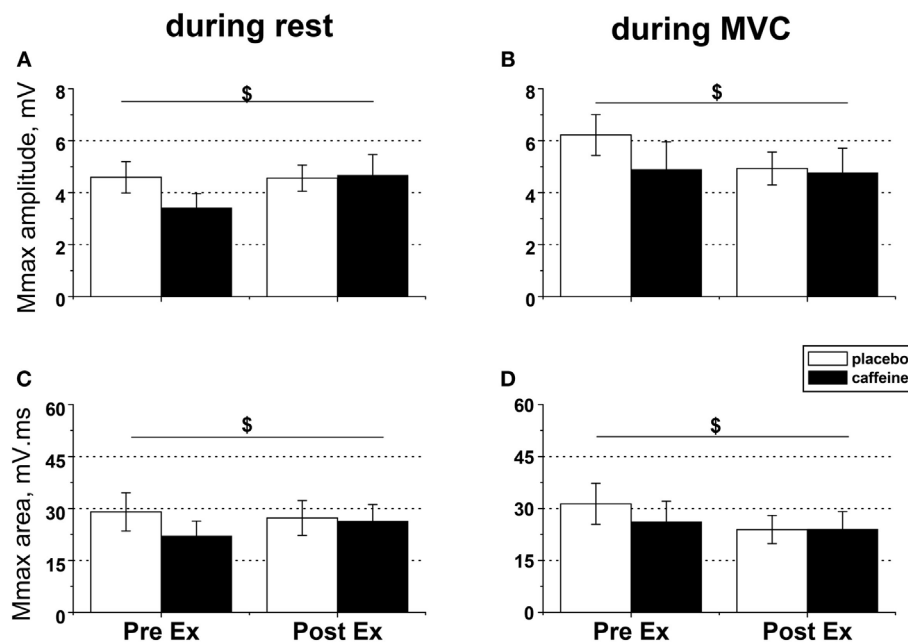 during rest
during MVC
A
B
Mmax amplitude, mV
8
6
4
2
0
$
8
6
4
2
0
$
placebo
caffeine
C
D
Mmax area, mV.ms
60
45
30
15
0
$
60
45
30
15
0
$
Pre Ex
Post Ex
Pre Ex
Post Ex